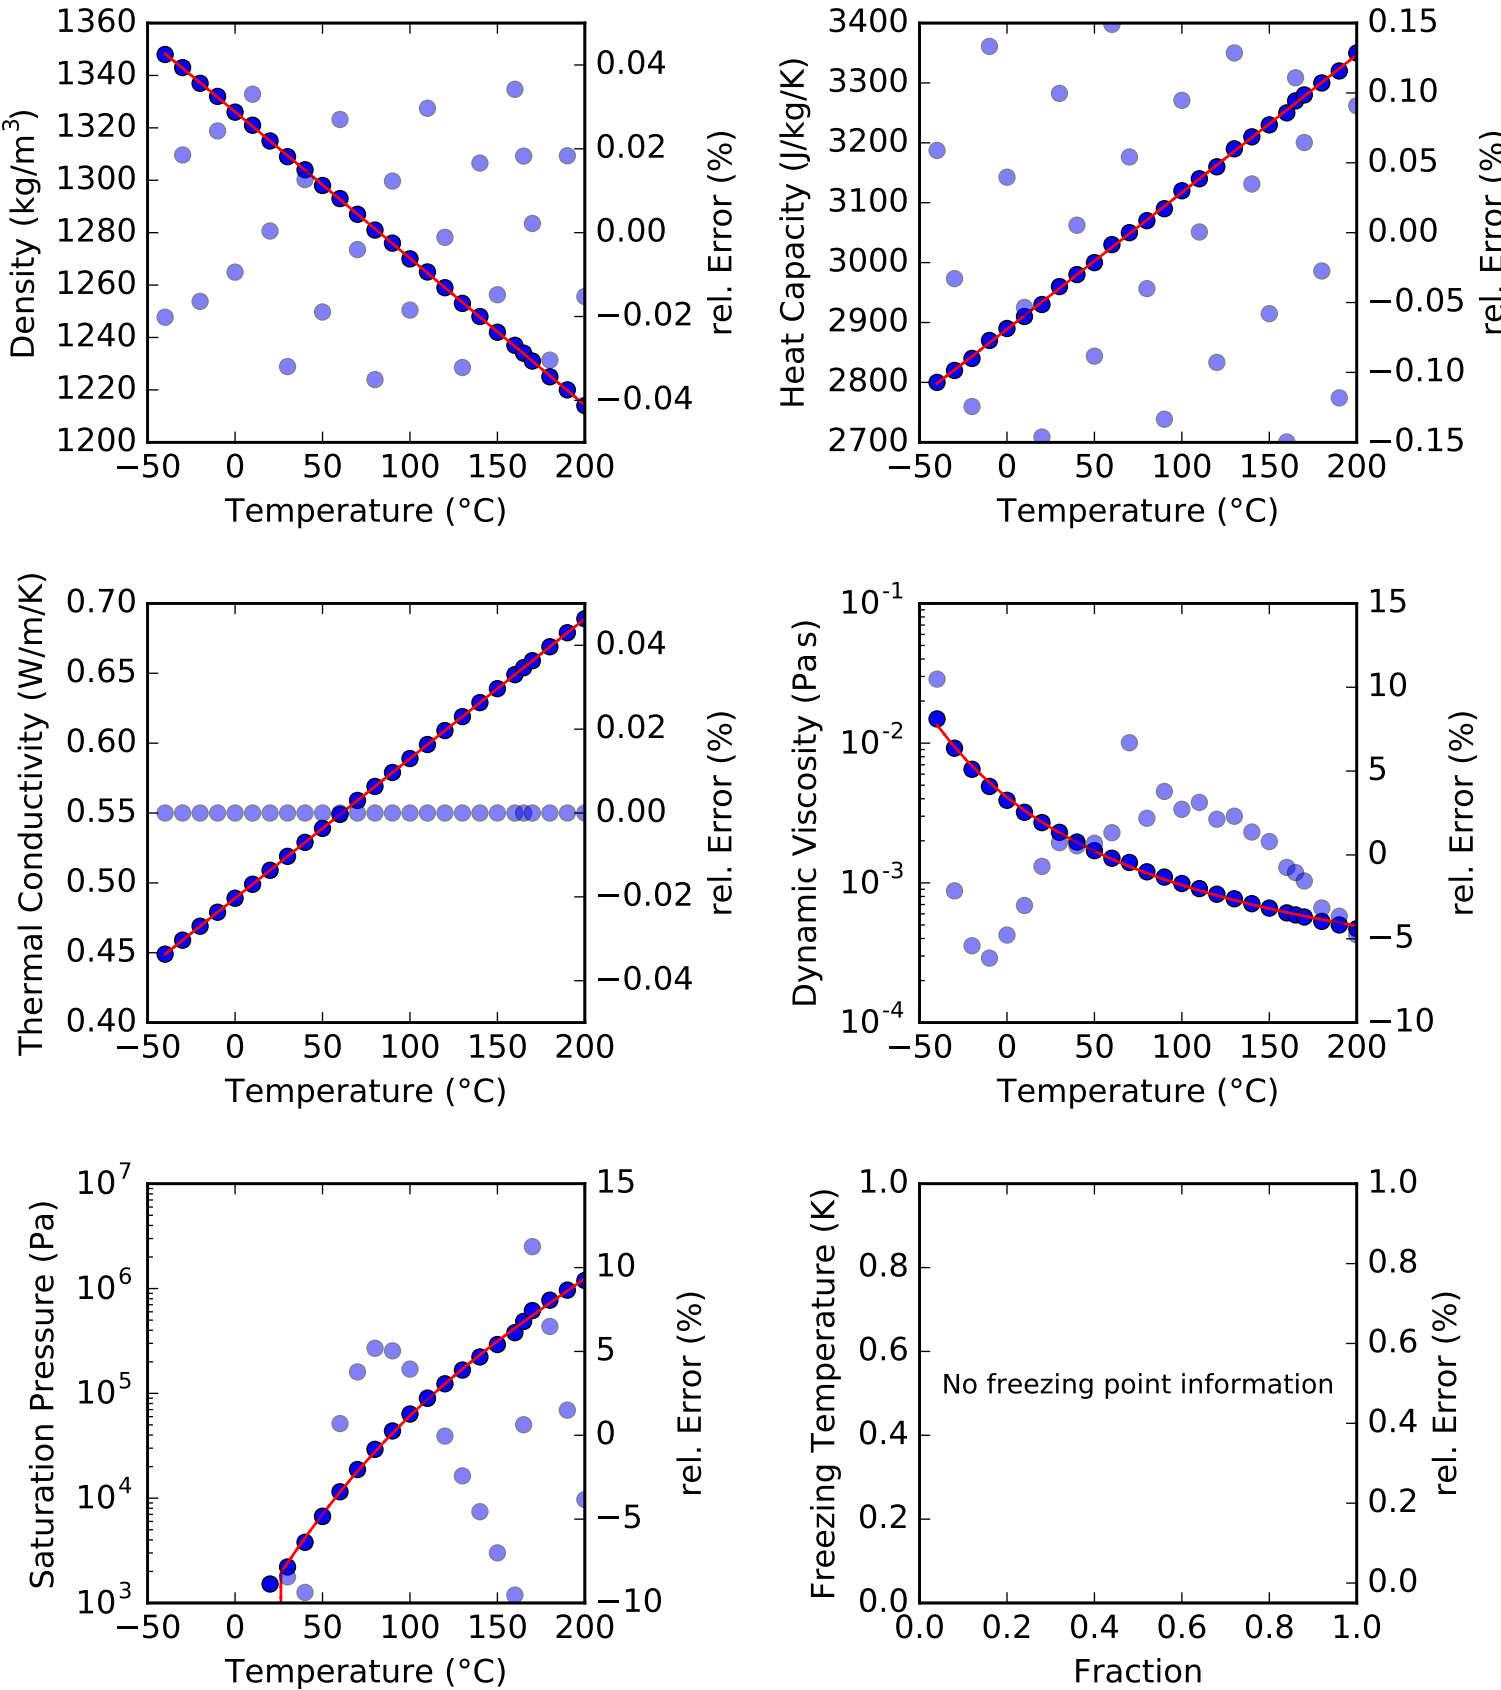 Density (kg/m³)
1360
1340
1320
1300
1280
1260
1240
1220
1200
0.04
0.02
0.00
−0.02
−0.04
rel. Error (%)
−50 0 50 100 150 200
Temperature (°C)
Heat Capacity (J/kg/K)
3400
3300
3200
3100
3000
2900
2800
2700
0.15
0.10
0.05
0.00
−0.05
−0.10
−0.15
rel. Error (%)
−50 0 50 100 150 200
Temperature (°C)
Thermal Conductivity (W/m/K)
0.70
0.65
0.60
0.55
0.50
0.45
0.40
0.04
0.02
0.00
−0.02
−0.04
rel. Error (%)
−50 0 50 100 150 200
Temperature (°C)
Dynamic Viscosity (Pa s)
10⁻¹
10⁻²
10⁻³
10⁻⁴
15
10
5
0
−5
−10
rel. Error (%)
−50 0 50 100 150 200
Temperature (°C)
Saturation Pressure (Pa)
10⁷
10⁶
10⁵
10⁴
10³
15
10
5
0
−5
−10
rel. Error (%)
−50 0 50 100 150 200
Temperature (°C)
Freezing Temperature (K)
1.0
0.8
0.6
0.4
0.2
0.0
No freezing point information
1.0
0.8
0.6
0.4
0.2
0.0
rel. Error (%)
0.0 0.2 0.4 0.6 0.8 1.0
Fraction